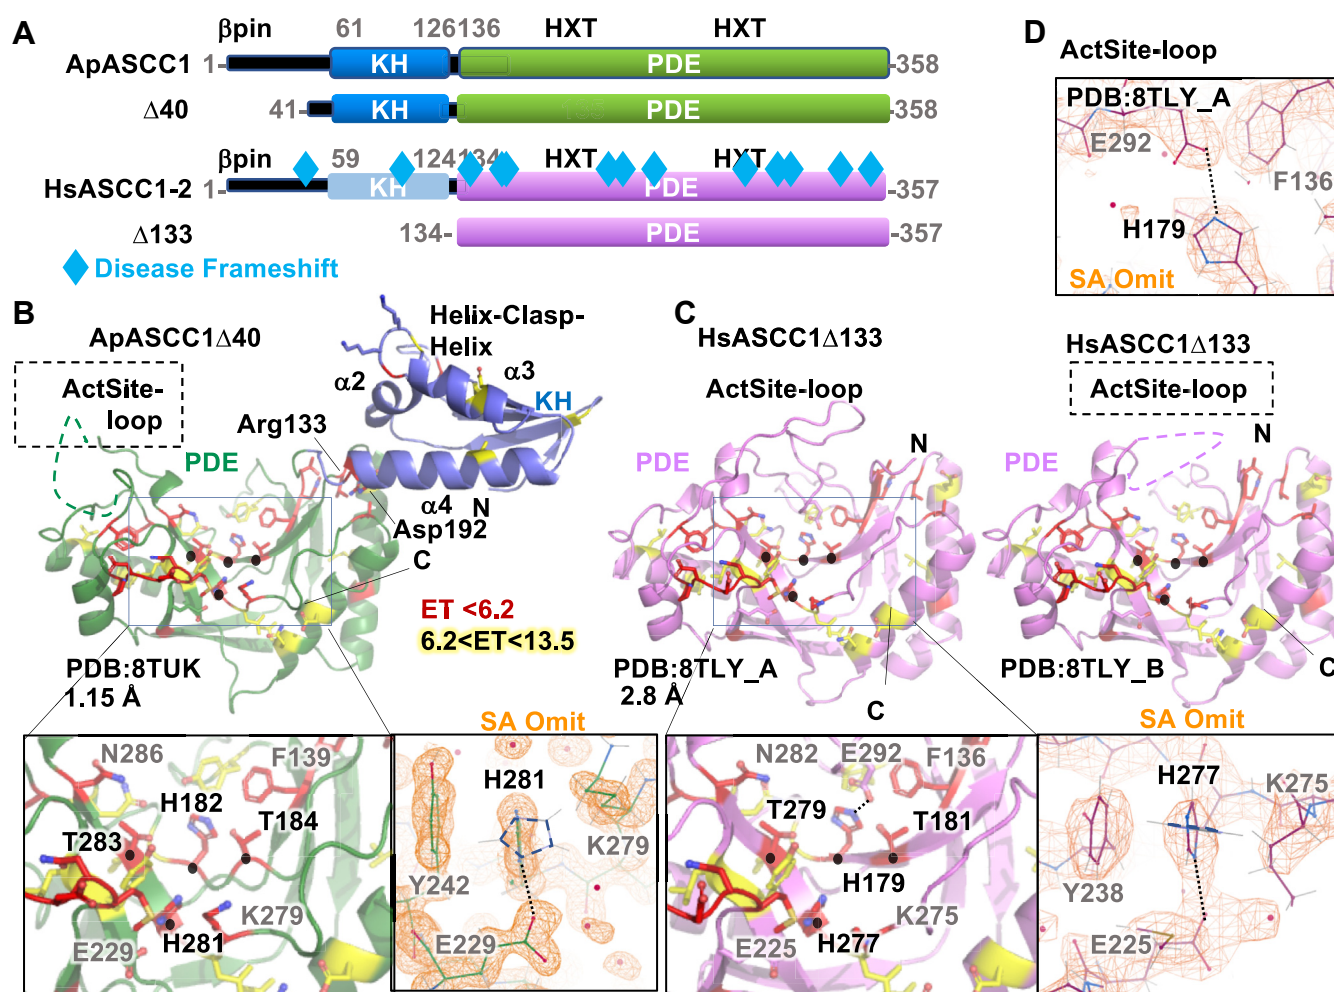 A
βpin 61 126 136 HXT HXT
ApASCC1 1 KH PDE -358
Δ40 41 KH PDE -358
βpin 59 124 134 HXT HXT
HsASCC1-2 1 KH PDE -357
Δ133 134- PDE -357
Disease Frameshift
D
ActSite-loop
PDB:8TLY_A
E292
F136
H179
SA Omit
B
ApASCC1Δ40
ActSite-
loop
Helix-Clasp-
Helix
α2
α3
KH
Arg133
PDE
α4 N
Asp192
C
ET <6.2
6.2<ET<13.5
PDB:8TUK
1.15 Å
N286
F139
H182
T184
T283
K279
E229
H281
SA Omit
H281
K279
Y242
E229
C
HsASCC1Δ133
ActSite-loop
PDE
N
PDB:8TLY_A
2.8 Å
C
HsASCC1Δ133
ActSite-loop
N
PDE
PDB:8TLY_B
C
N282
E292
F136
T279
T181
H179
K275
E225
H277
SA Omit
H277
K275
Y238
E225